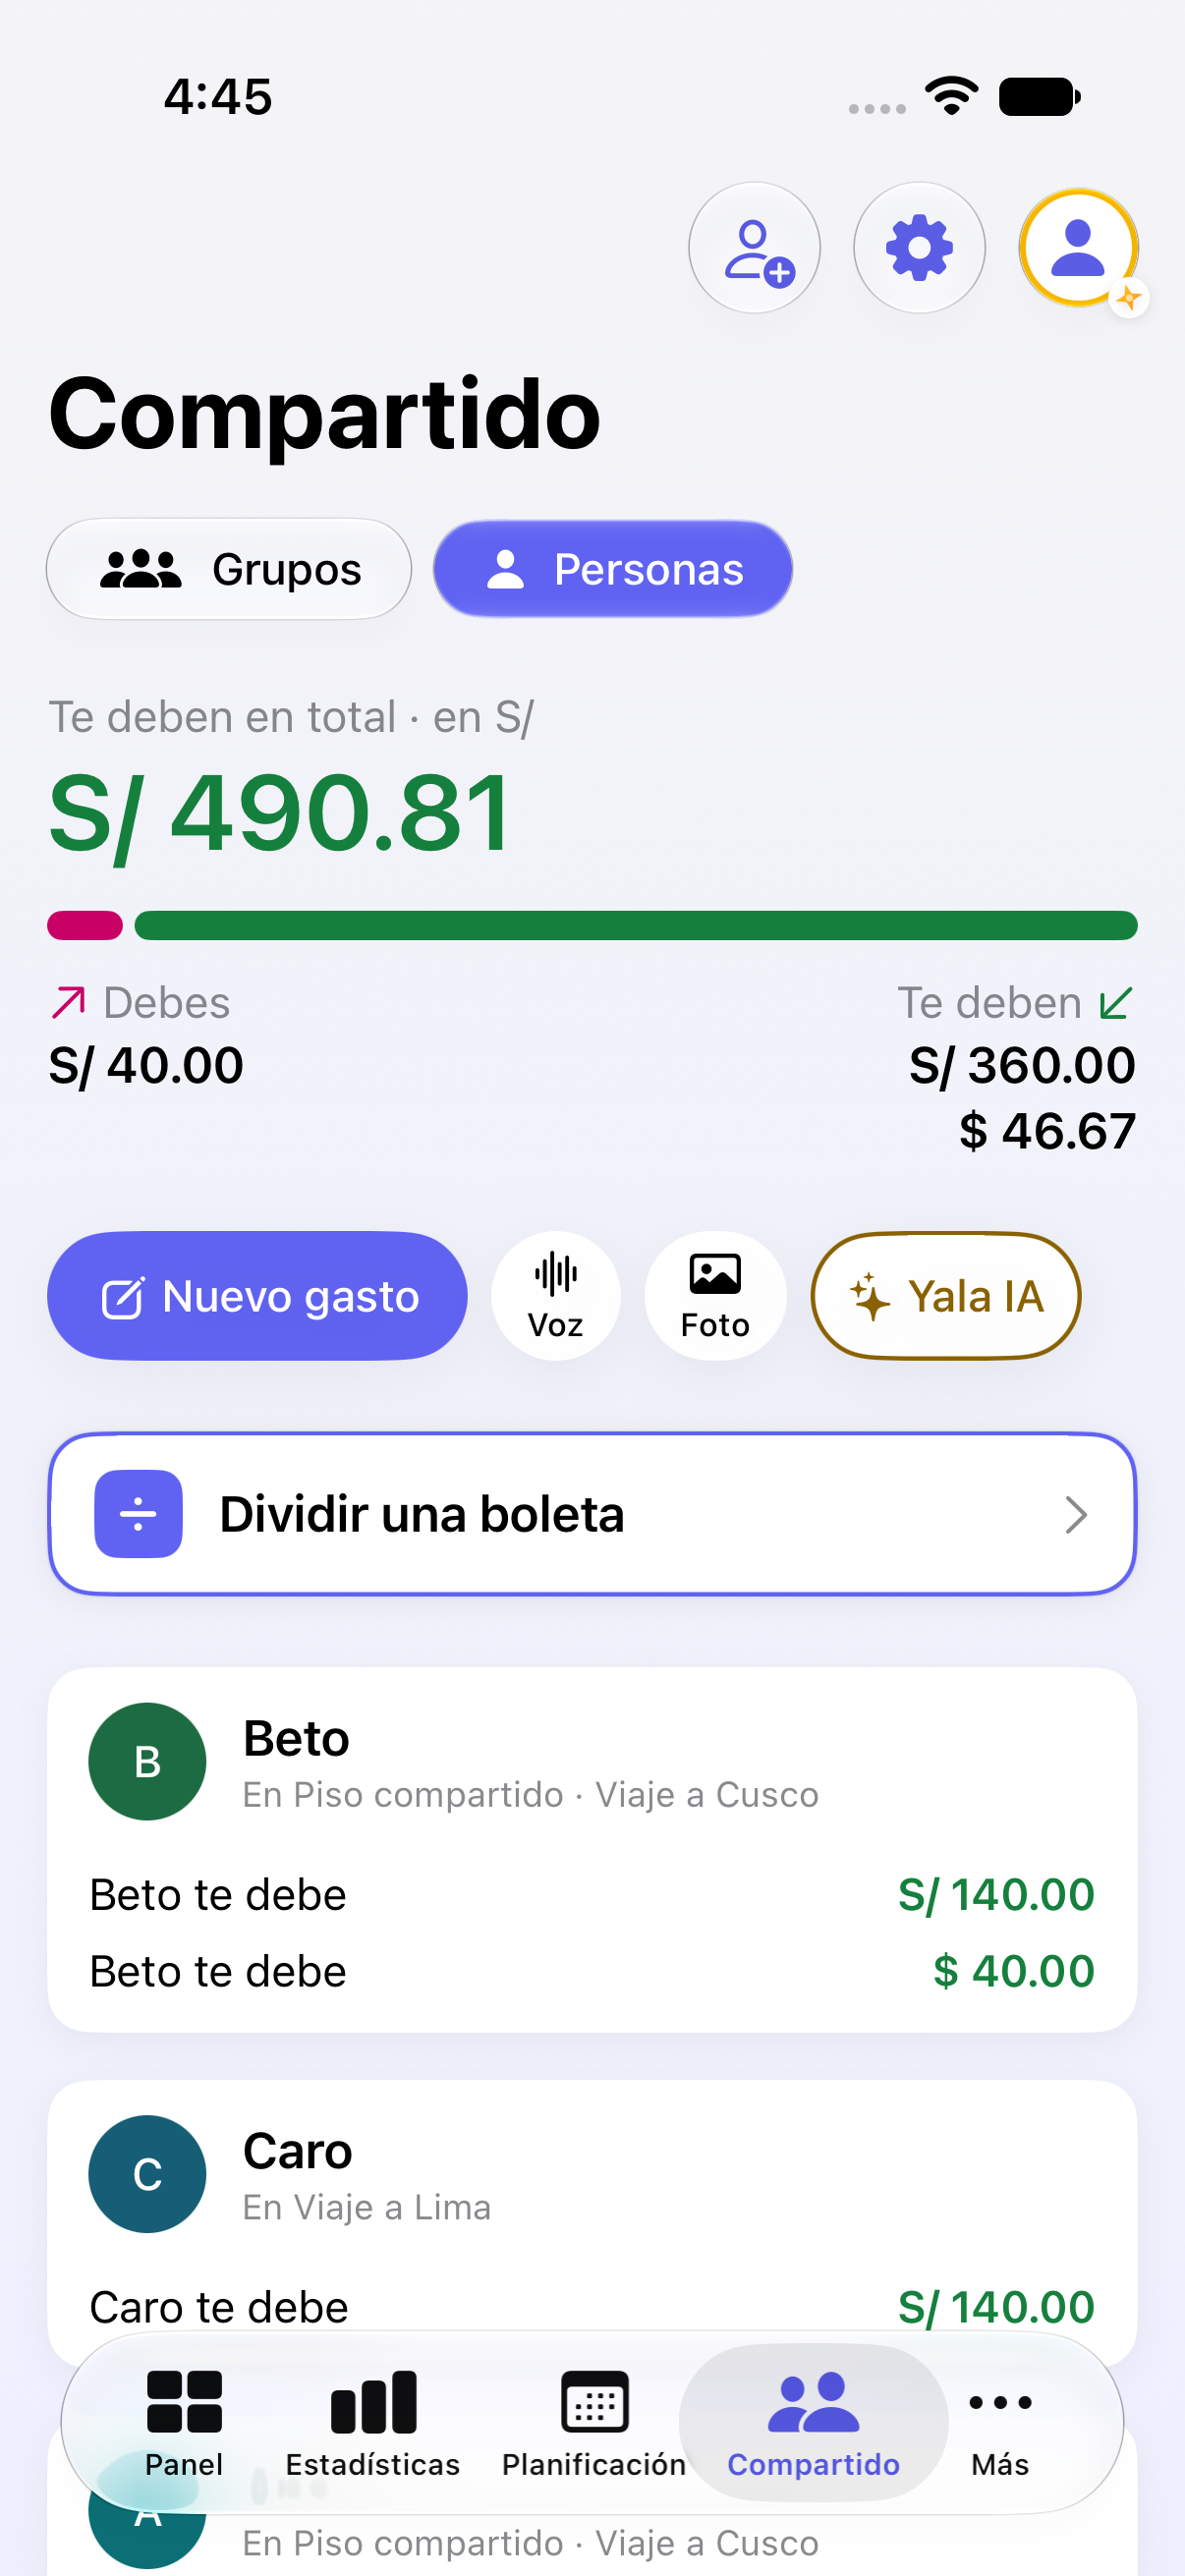 4:45
Compartido
Grupos
Personas
Te deben en total · en S/
S/ 490.81
Debes
Te deben
S/ 40.00
S/ 360.00
$ 46.67
Nuevo gasto
Voz
Foto
Yala IA
Dividir una boleta
B
Beto
En Piso compartido · Viaje a Cusco
Beto te debe
S/ 140.00
Beto te debe
$ 40.00
C
Caro
En Viaje a Lima
Caro te debe
S/ 140.00
Panel
Estadísticas
Planificación
Compartido
Más
A
En Piso compartido · Viaje a Cusco